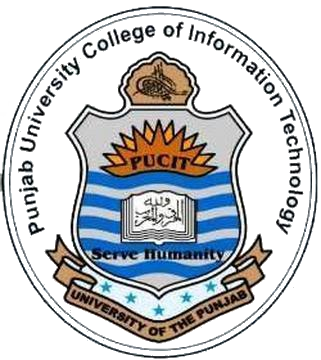 Punjab University College of Information Technology
PUCIT
Serve Humanity
UNIVERSITY OF THE PUNJAB